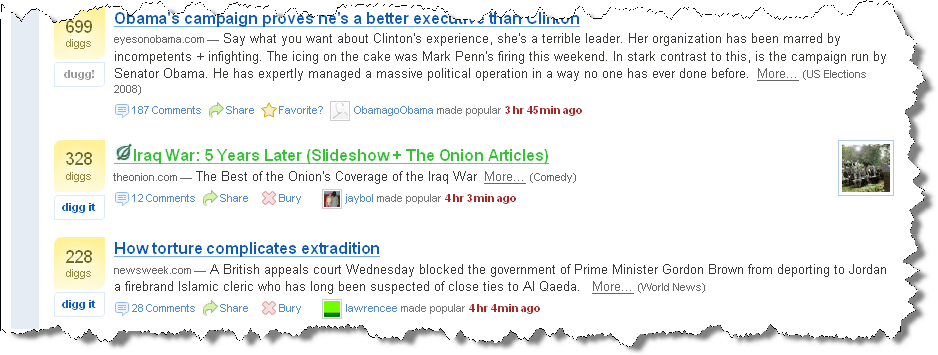 Obama's campaign proves he's a better executive than Clinton
699
diggs
dugg!
eyesonobama.com — Say what you want about Clinton's experience, she's a terrible leader. Her organization has been marred by
incompetents + infighting. The icing on the cake was Mark Penn's firing this weekend. In stark contrast to this, is the campaign run by
Senator Obama. He has expertly managed a massive political operation in a way no one has ever done before. More... (US Elections
2008)
187 Comments Share Favorite? ObamagoObama made popular 3 hr 45 min ago
328
diggs
digg it
Iraq War: 5 Years Later (Slideshow + The Onion Articles)
theonion.com — The Best of the Onion's Coverage of the Iraq War More... (Comedy)
12 Comments Share Bury jaybol made popular 4 hr 3 min ago
228
diggs
digg it
How torture complicates extradition
newsweek.com — A British appeals court Wednesday blocked the government of Prime Minister Gordon Brown from deporting to Jordan
a firebrand Islamic cleric who has long been suspected of close ties to Al Qaeda. More... (World News)
28 Comments Share Bury lawrencee made popular 4 hr 4 min ago